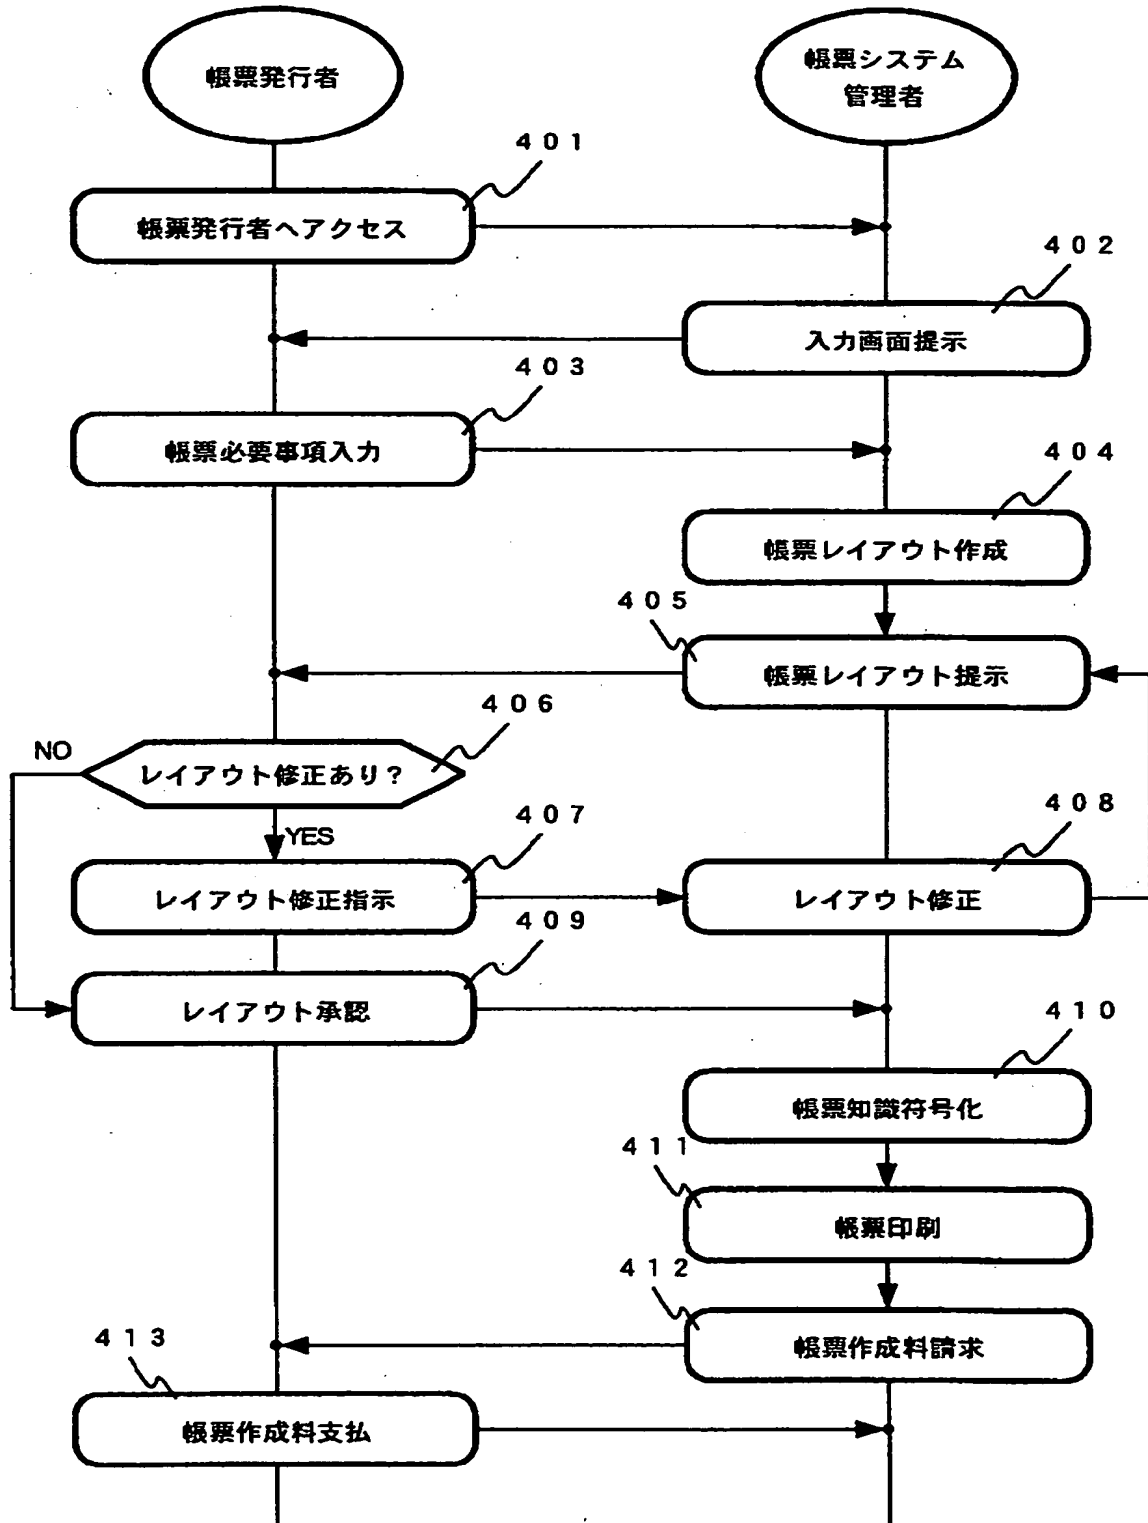 帳票発行者
帳票システム
管理者
401
帳票発行者へアクセス
402
入力画面提示
403
帳票必要事項入力
404
帳票レイアウト作成
405
帳票レイアウト提示
406
NO
レイアウト修正あり?
YES
407
レイアウト修正指示
408
レイアウト修正
409
レイアウト承認
410
帳票知識符号化
411
帳票印刷
412
帳票作成料請求
413
帳票作成料支払